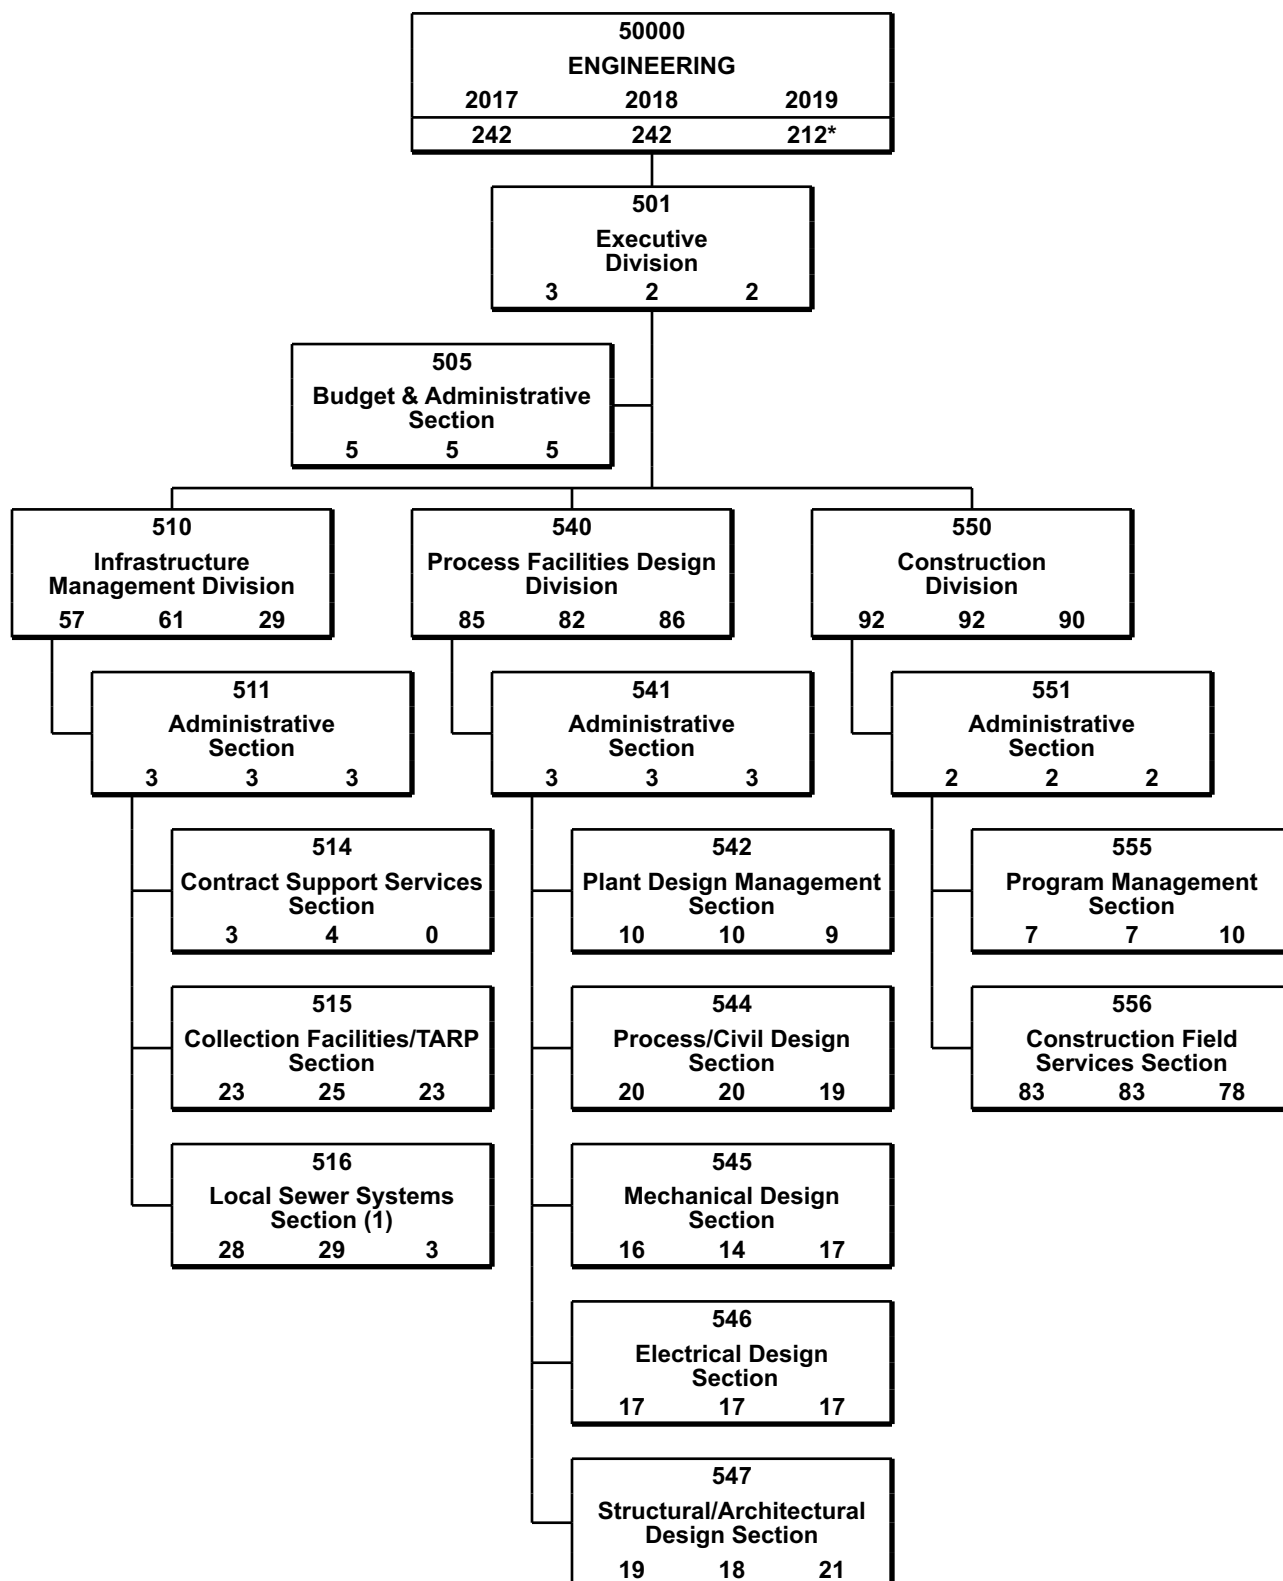 50000
ENGINEERING
2017 2018 2019
242 242 212*
501
Executive
Division
3 2 2
505
Budget & Administrative
Section
5 5 5
510
Infrastructure
Management Division
57 61 29
540
Process Facilities Design
Division
85 82 86
550
Construction
Division
92 92 90
511
Administrative
Section
3 3 3
541
Administrative
Section
3 3 3
551
Administrative
Section
2 2 2
514
Contract Support Services
Section
3 4 0
542
Plant Design Management
Section
10 10 9
555
Program Management
Section
7 7 10
515
Collection Facilities/TARP
Section
23 25 23
544
Process/Civil Design
Section
20 20 19
556
Construction Field
Services Section
83 83 78
516
Local Sewer Systems
Section (1)
28 29 3
545
Mechanical Design
Section
16 14 17
546
Electrical Design
Section
17 17 17
547
Structural/Architectural
Design Section
19 18 21